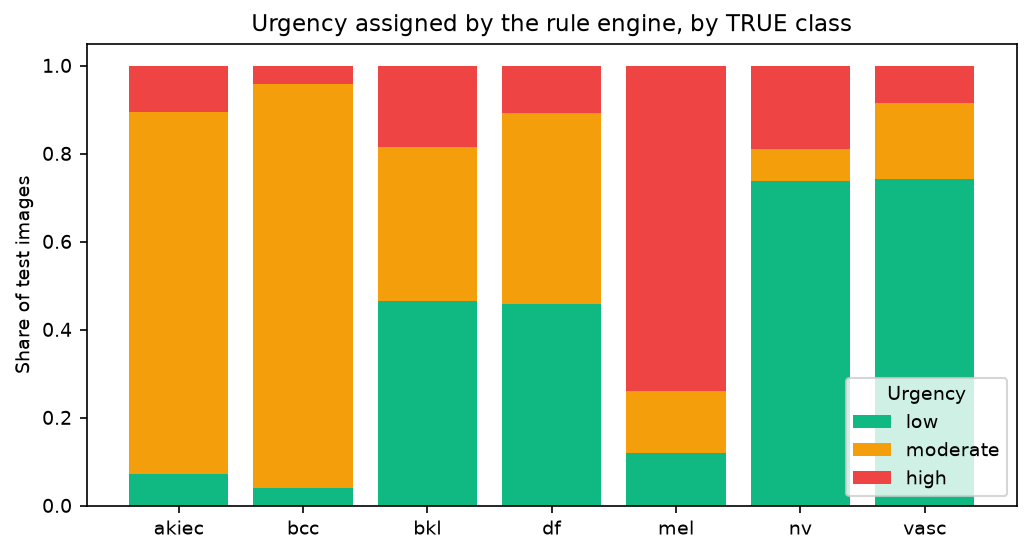 Urgency assigned by the rule engine, by TRUE class
Share of test images
1.0
0.8
0.6
0.4
0.2
0.0
akiec bcc bkl df mel nv vasc
Urgency
low
moderate
high